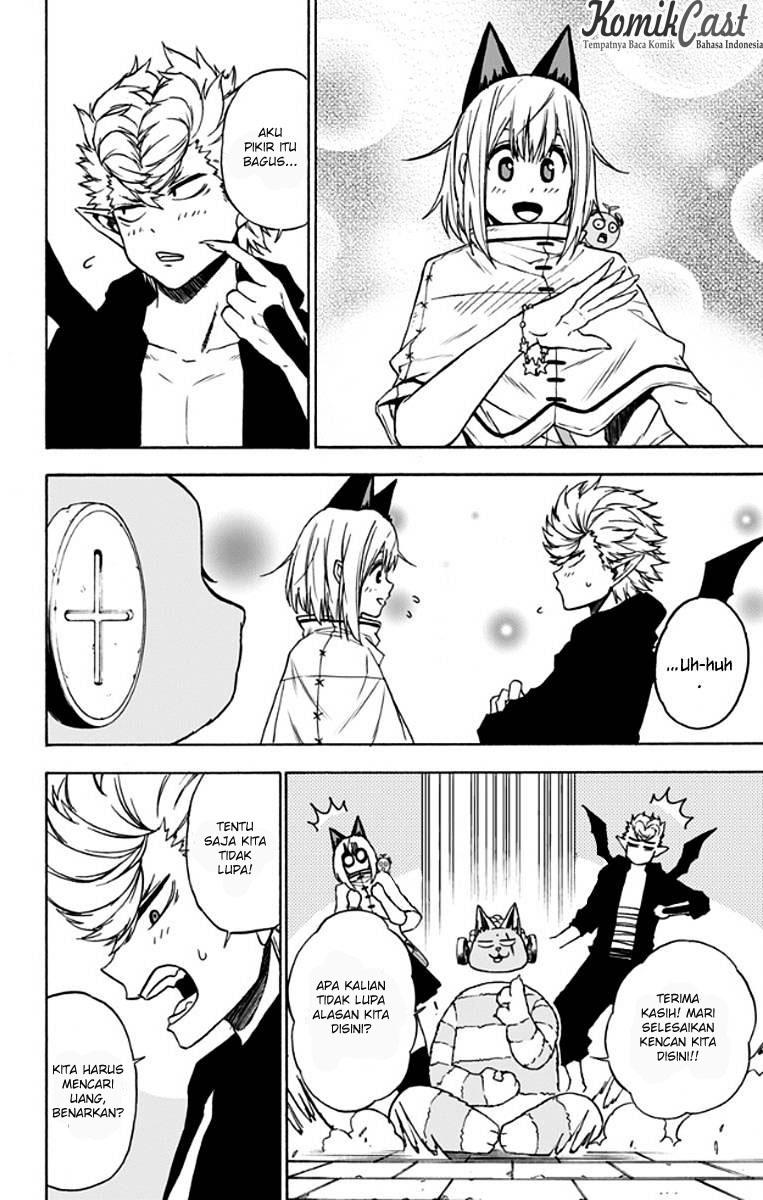 KomikCast
Tempatnya Baca Komik Bahasa Indonesia
AKU
PIKIR ITU
BAGUS...
...Uh-huh
.
TERIMA
KASIH! MARI
SELESAIKAN
KENCAN KITA
DISINI!!
APA KALIAN
TIDAK LUPA
ALASAN KITA
DISINI?
TENTU
SAJA KITA
TIDAK
LUPA!
KITA HARUS
MENCARI
UANG,
BENARKAN?